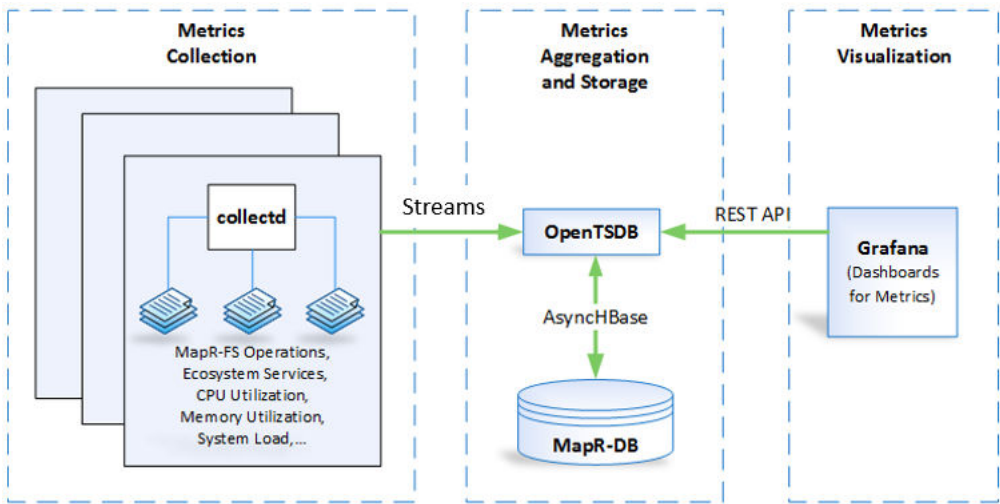 Metrics
Collection
collectd
MapR-FS Operations,
Ecosystem Services,
CPU Utilization,
Memory Utilization,
System Load,...
Streams
Metrics
Aggregation
and Storage
OpenTSDB
AsyncHBase
MapR-DB
REST API
Metrics
Visualization
Grafana
(Dashboards
for Metrics)